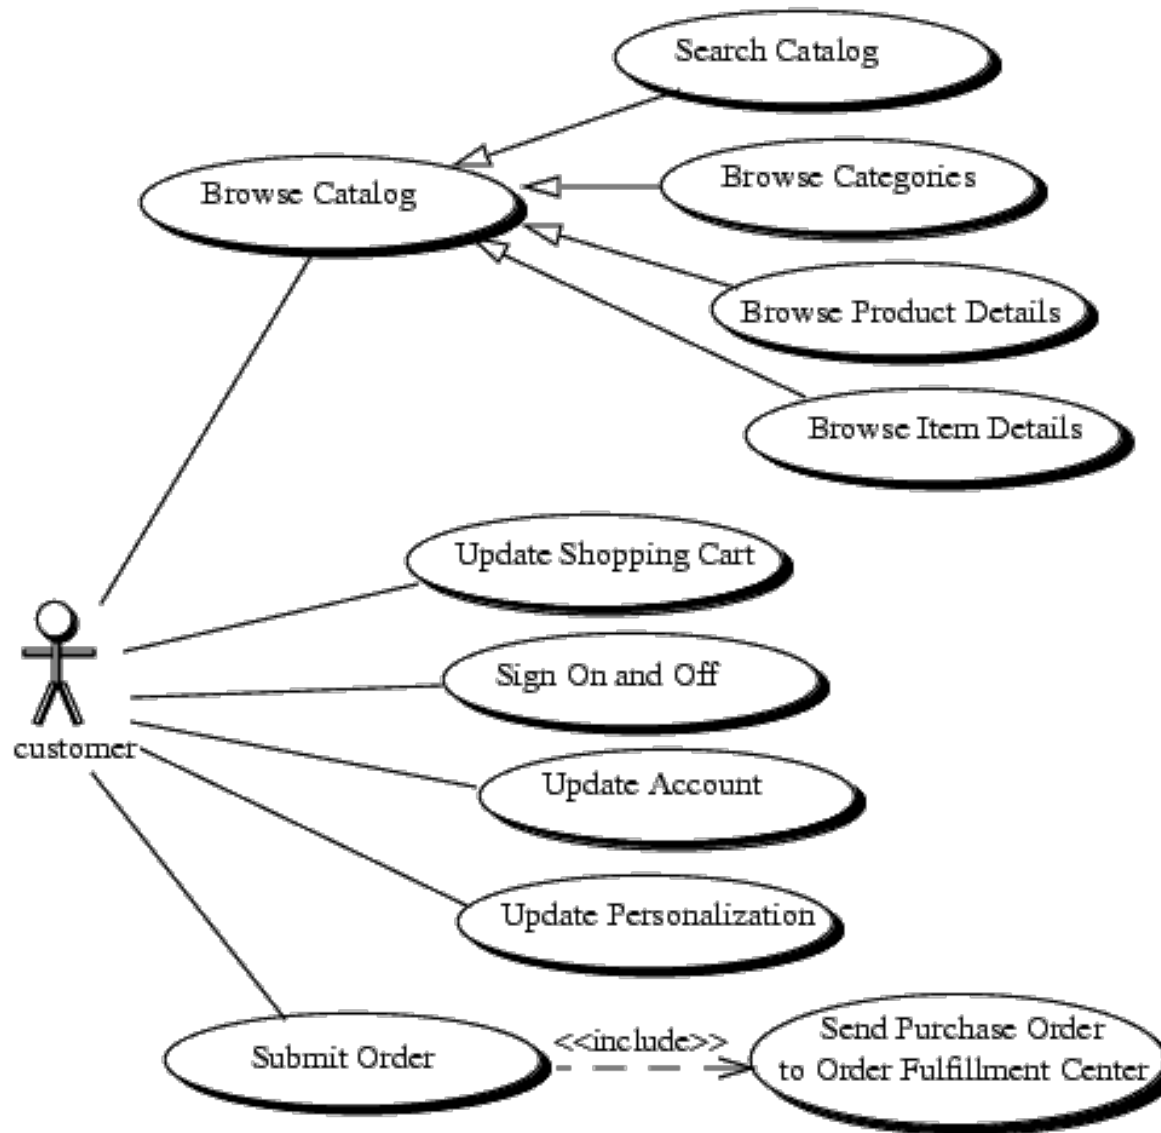 Search Catalog
Browse Catalog
Browse Categories
Browse Product Details
Browse Item Details
Update Shopping Cart
Sign On and Off
customer
Update Account
Update Personalization
Submit Order
<<include>>
Send Purchase Order
to Order Fulfillment Center